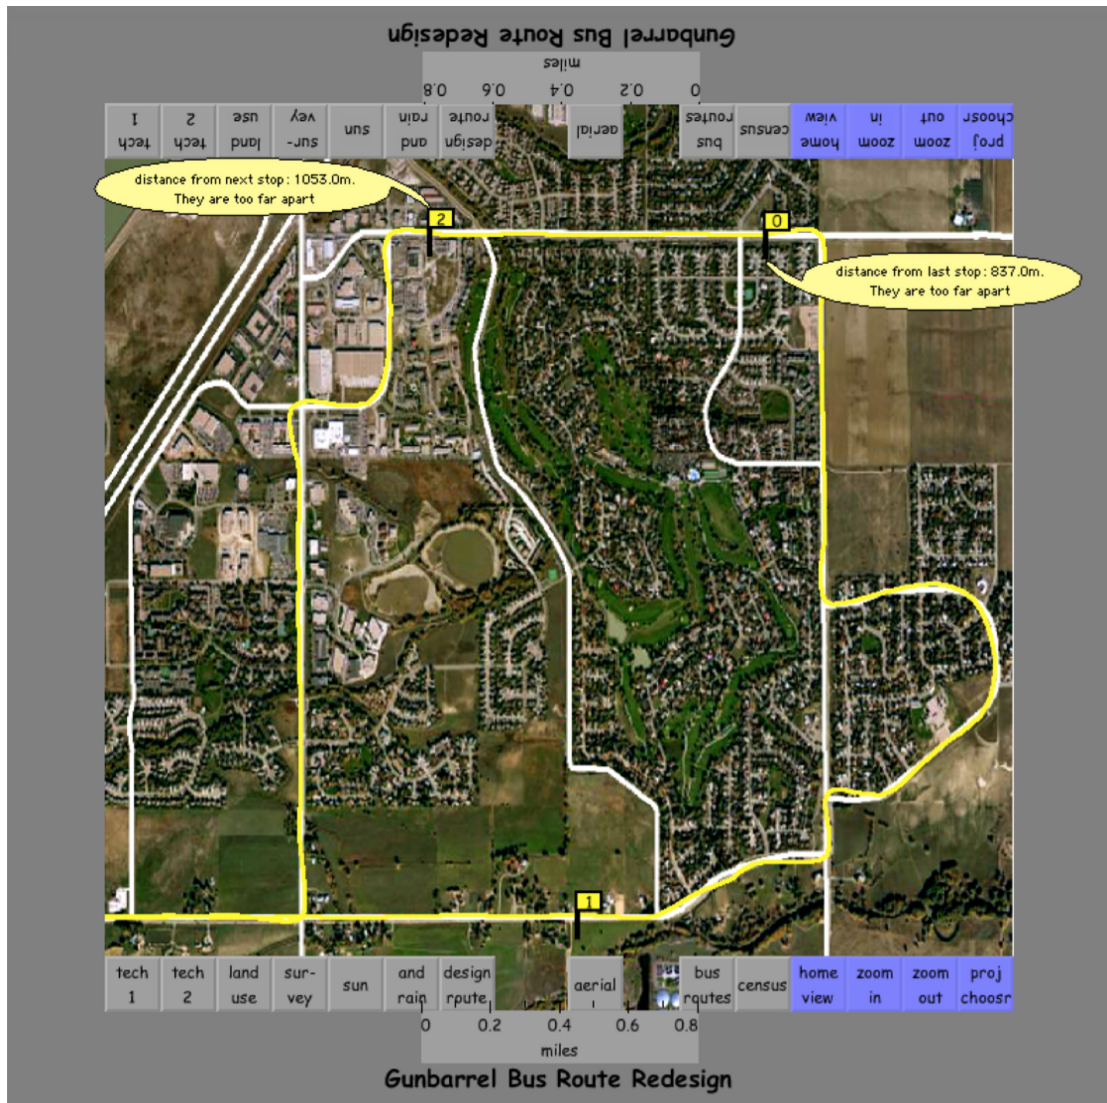 Gunbarrel Bus Route Redesign
miles
0.8 0.6 0.4 0.2 0
tech 1
tech 2
land use
sur-vey
sun
and rain
design route
aerial
bus routes
census
home view
zoom in
zoom out
proj choosr
distance from next stop: 1053.0m.
They are too far apart
2
0
distance from last stop: 837.0m.
They are too far apart
1
tech
1
tech
2
land
use
sur-
vey
sun
and
rain
design
route
aerial
bus
routes
census
home
view
zoom
in
zoom
out
proj
choosr
0 0.2 0.4 0.6 0.8
miles
Gunbarrel Bus Route Redesign